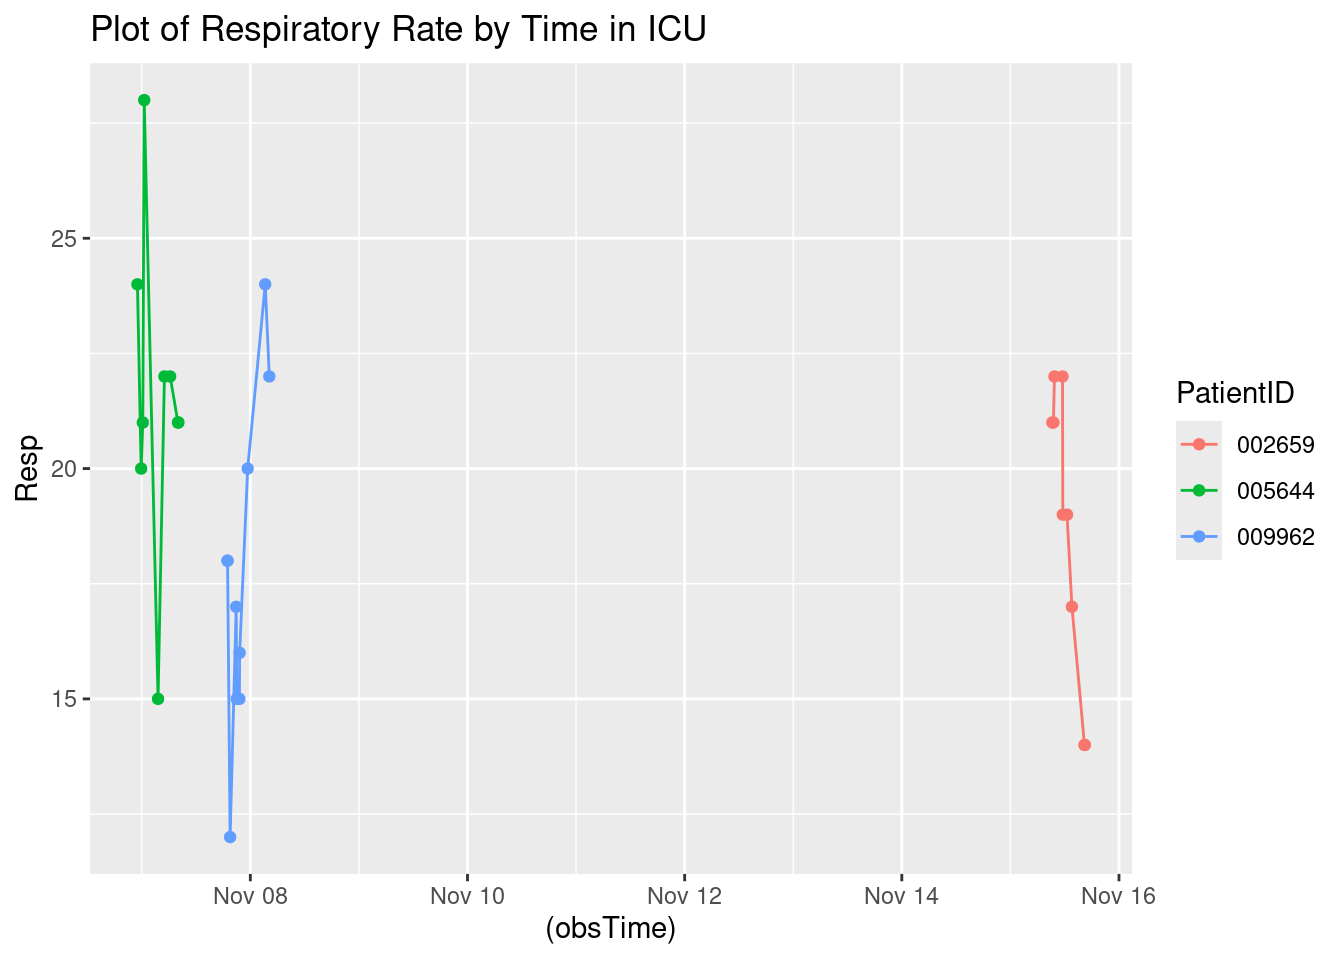 Plot of Respiratory Rate by Time in ICU
25
20
15
Resp
Nov 08
Nov 10
Nov 12
Nov 14
Nov 16
(obsTime)
PatientID
002659
005644
009962